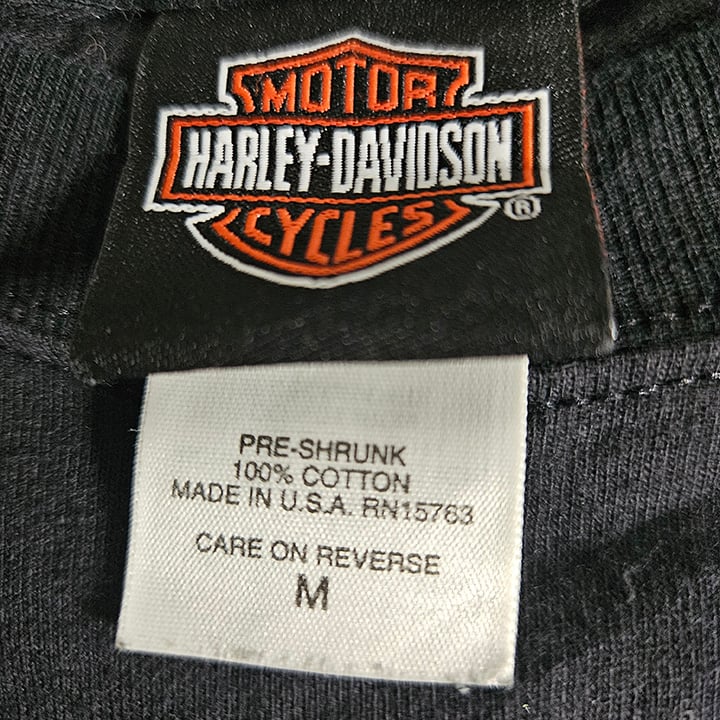 MOTOR
HARLEY-DAVIDSON
CYCLES ®
PRE-SHRUNK
100% COTTON
MADE IN U.S.A. RN15763
CARE ON REVERSE
M